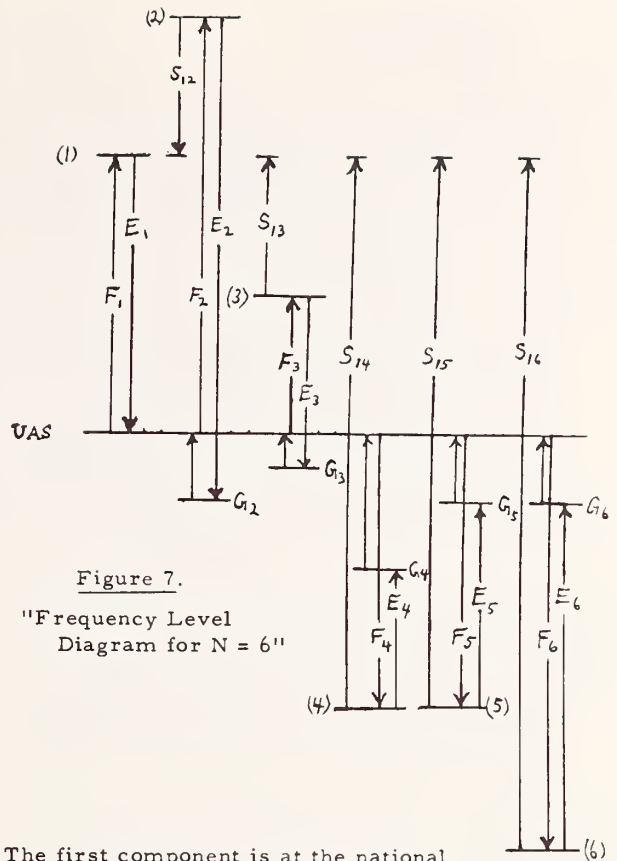 (2)
S12
(1)
E1
E2
S13
F1
F2
(3)
F3
E3
S14
S15
S16
UAS
G2
G3
G4
G5
G6
E4
F4
E5
F5
E6
F6
(4)
(5)
(6)
Figure 7.
"Frequency Level
Diagram for N = 6"
The first component is at the national